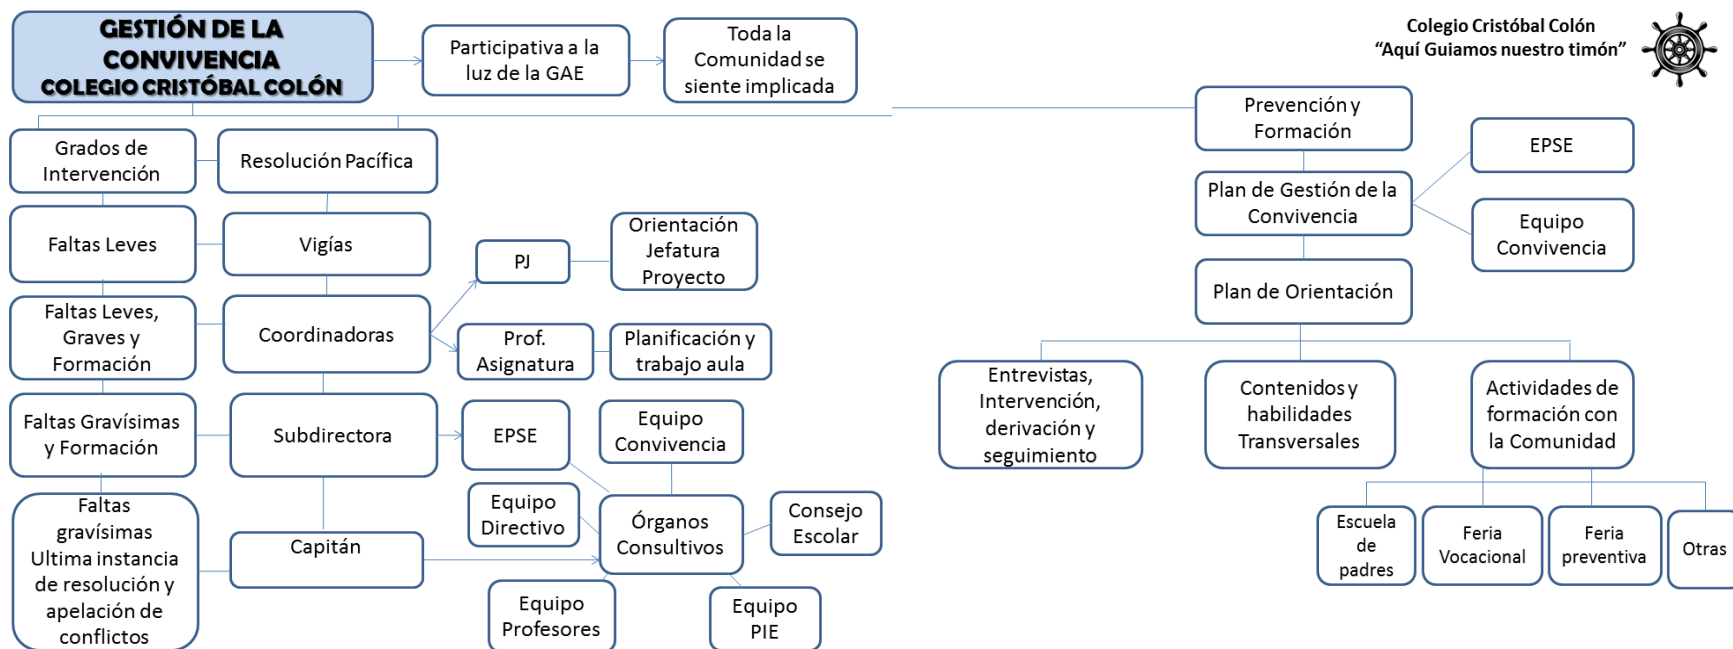 GESTIÓN DE LA
CONVIVENCIA
COLEGIO CRISTÓBAL COLÓN
Participativa a la
luz de la GAE
Toda la
Comunidad se
siente implicada
Colegio Cristóbal Colón
“Aquí Guiamos nuestro timón”
Grados de
Intervención
Resolución Pacífica
Faltas Leves
Vigías
Faltas Leves,
Graves y
Formación
Coordinadoras
PJ
Orientación
Jefatura
Proyecto
Prof.
Asignatura
Planificación y
trabajo aula
Faltas Gravísimas
y Formación
Subdirectora
EPSE
Equipo
Convivencia
Faltas
gravísimas
Ultima instancia
de resolución y
apelación de
conflictos
Capitán
Equipo
Directivo
Órganos
Consultivos
Consejo
Escolar
Equipo
Profesores
Equipo
PIE
Prevención y
Formación
Plan de Gestión de la
Convivencia
EPSE
Equipo
Convivencia
Plan de Orientación
Entrevistas,
Intervención,
derivación y
seguimiento
Contenidos y
habilidades
Transversales
Actividades de
formación con
la Comunidad
Escuela
de
padres
Feria
Vocacional
Feria
preventiva
Otras